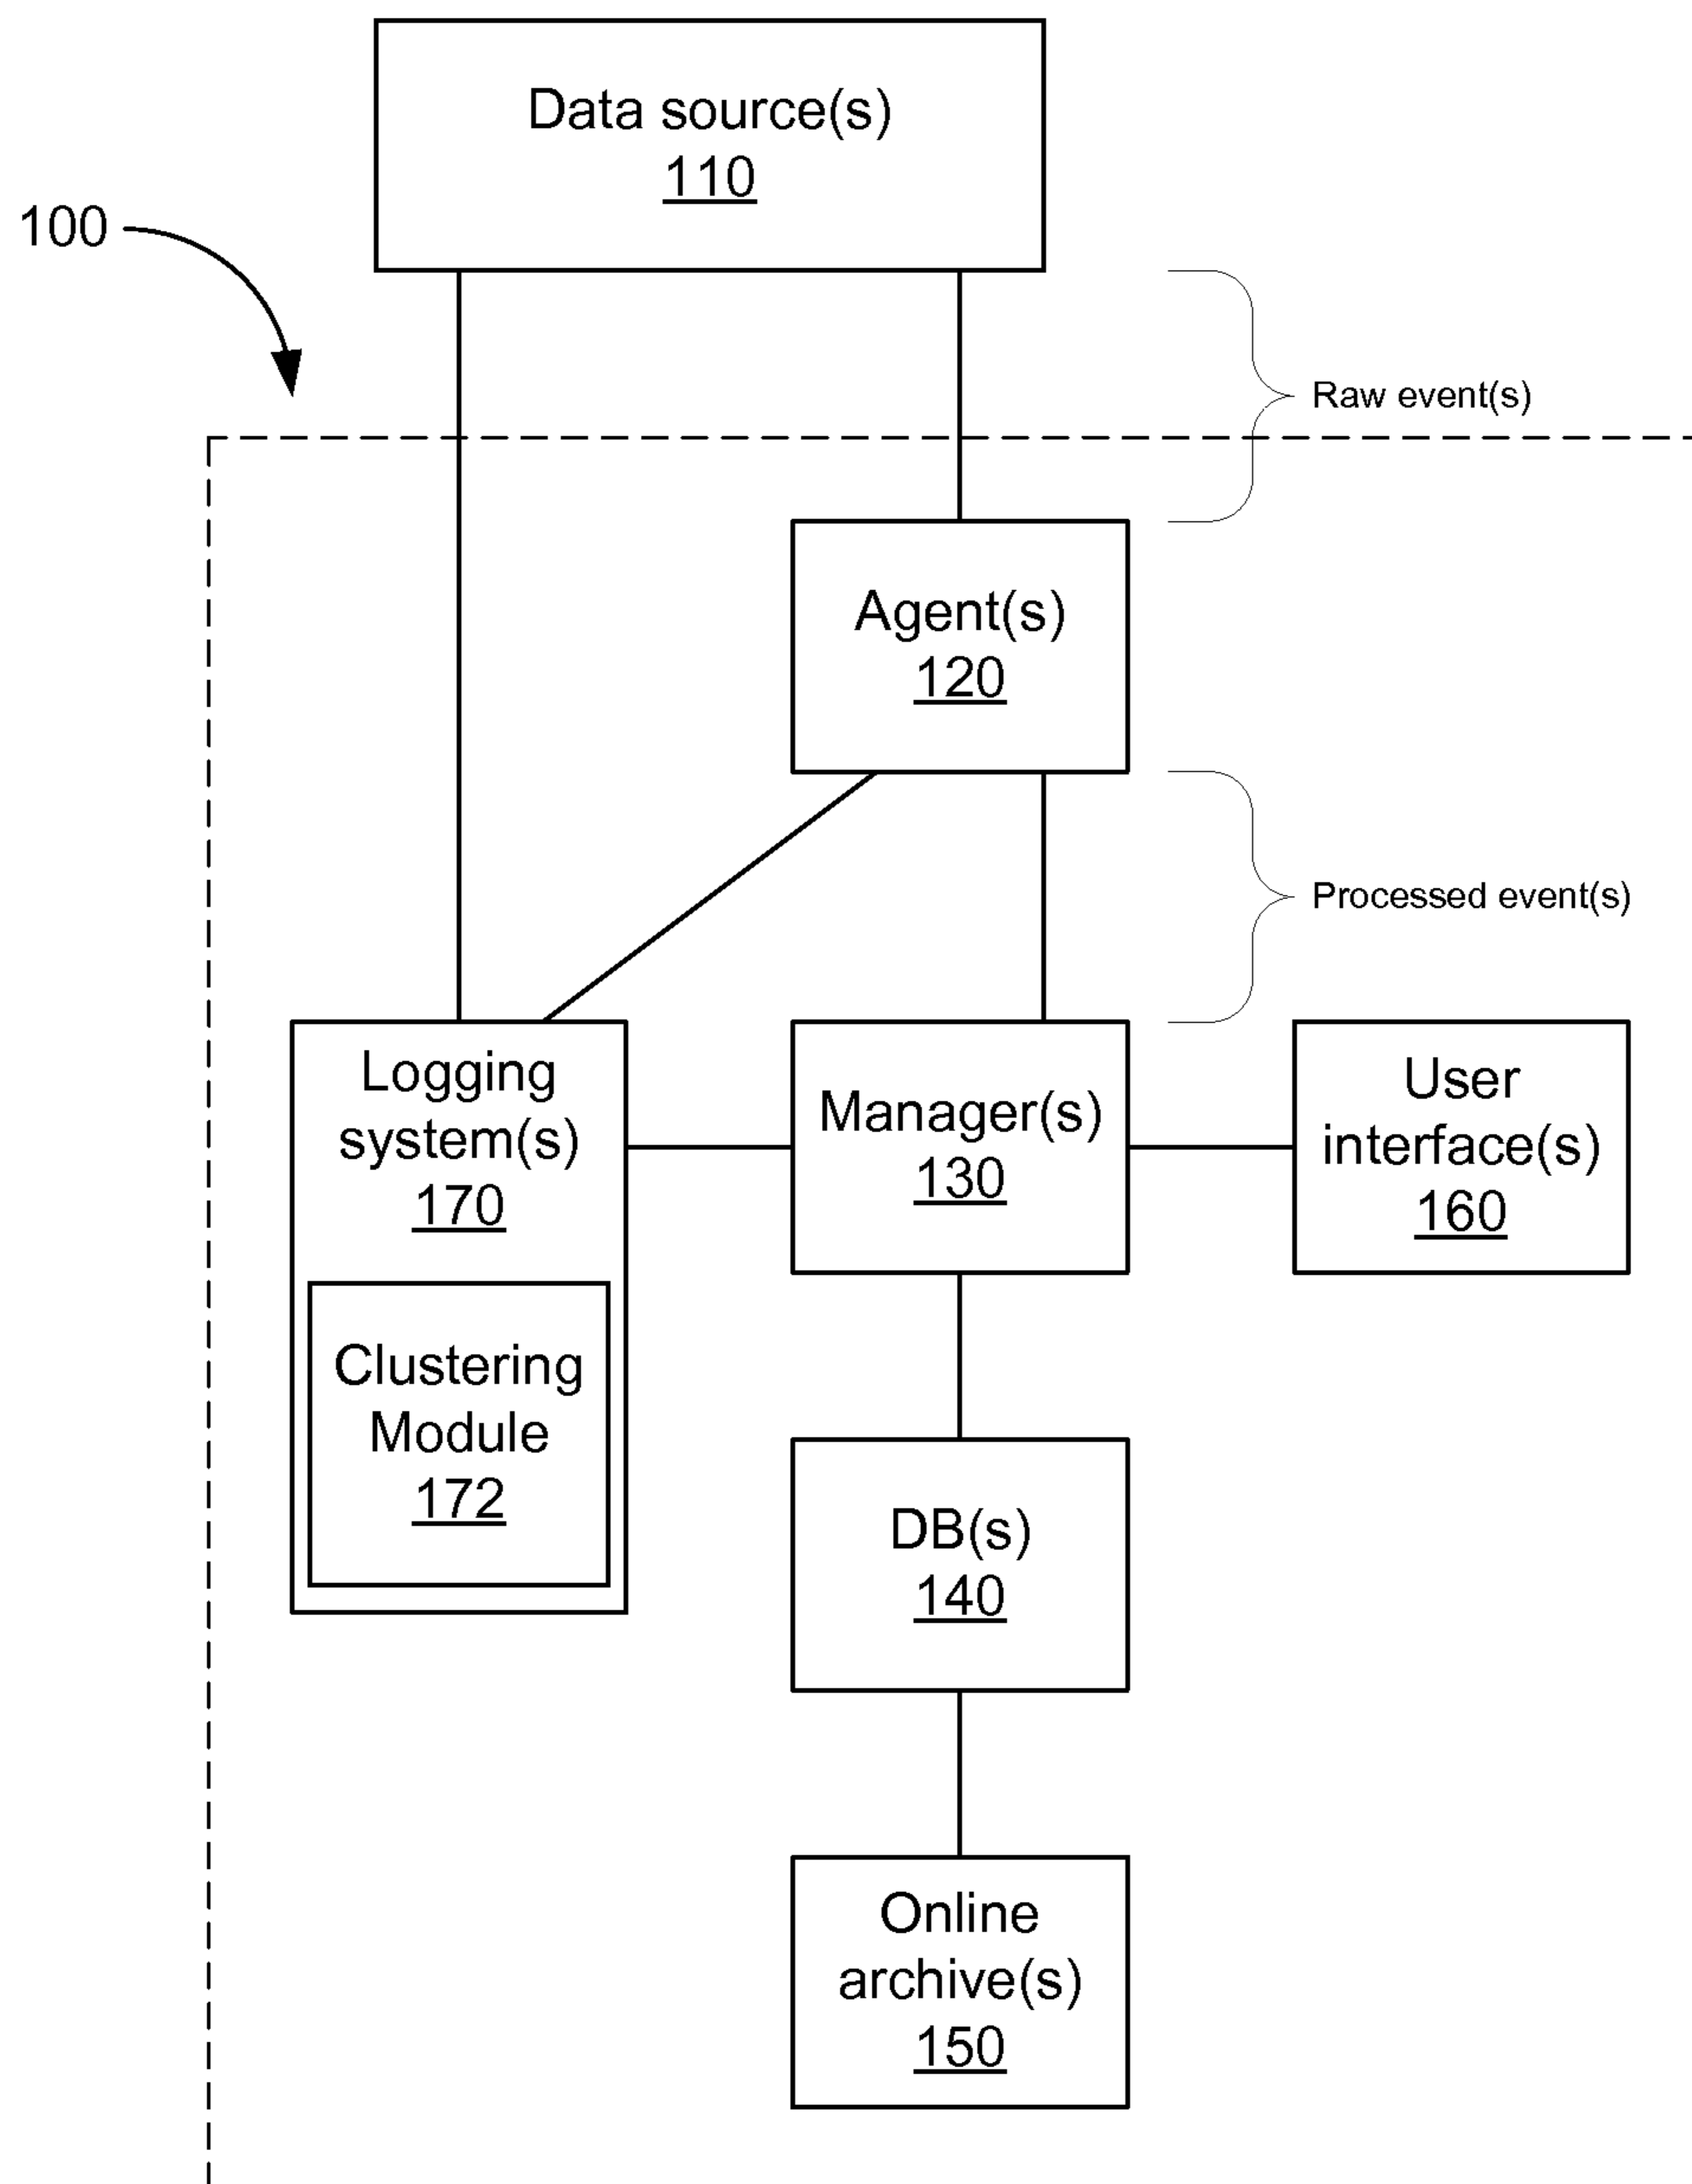 Data source(s)
110
100
Raw event(s)
Agent(s)
120
Processed event(s)
Logging
system(s)
170
Manager(s)
130
User
interface(s)
160
Clustering
Module
172
DB(s)
140
Online
archive(s)
150